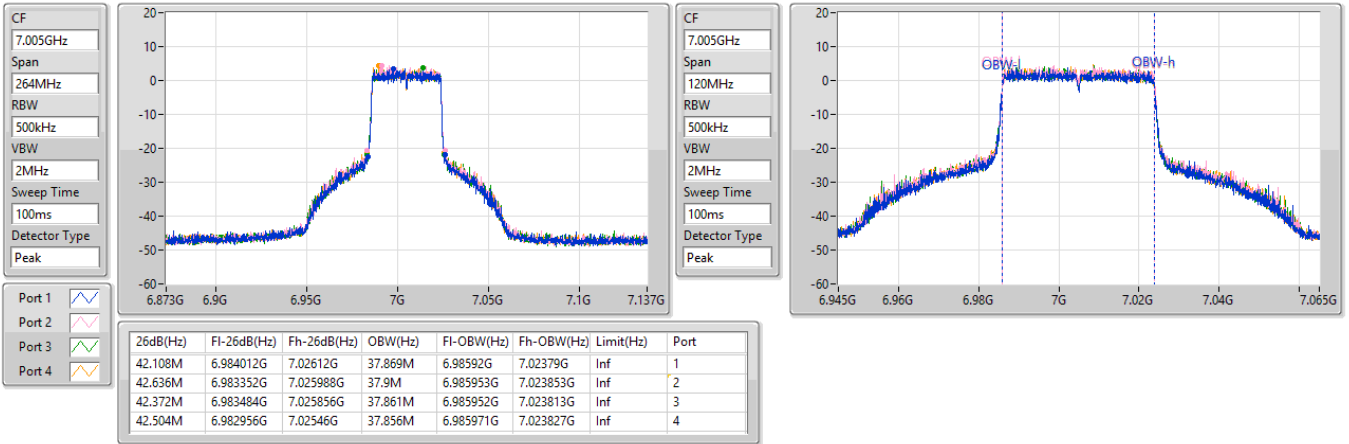 CF
7.005GHz
Span
264MHz
RBW
500kHz
VBW
2MHz
Sweep Time
100ms
Detector Type
Peak
20-
10-
0-
-10-
-20-
-30-
-40-
-50-
-60-
6.873G 6.9G 6.95G 7G 7.05G 7.1G 7.137G
CF
7.005GHz
Span
120MHz
RBW
500kHz
VBW
2MHz
Sweep Time
100ms
Detector Type
Peak
20-
10-
0-
-10-
-20-
-30-
-40-
-50-
-60-
OBW-l OBW-h
6.945G 6.96G 6.98G 7G 7.02G 7.04G 7.065G
Port 1
Port 2
Port 3
Port 4
26dB(Hz) Fl-26dB(Hz) Fh-26dB(Hz) OBW(Hz) Fl-OBW(Hz) Fh-OBW(Hz) Limit(Hz) Port
42.108M 6.984012G 7.02612G 37.869M 6.98592G 7.02379G Inf 1
42.636M 6.983352G 7.025988G 37.9M 6.985953G 7.023853G Inf 2
42.372M 6.983484G 7.025856G 37.861M 6.985952G 7.023813G Inf 3
42.504M 6.982956G 7.02546G 37.856M 6.985971G 7.023827G Inf 4